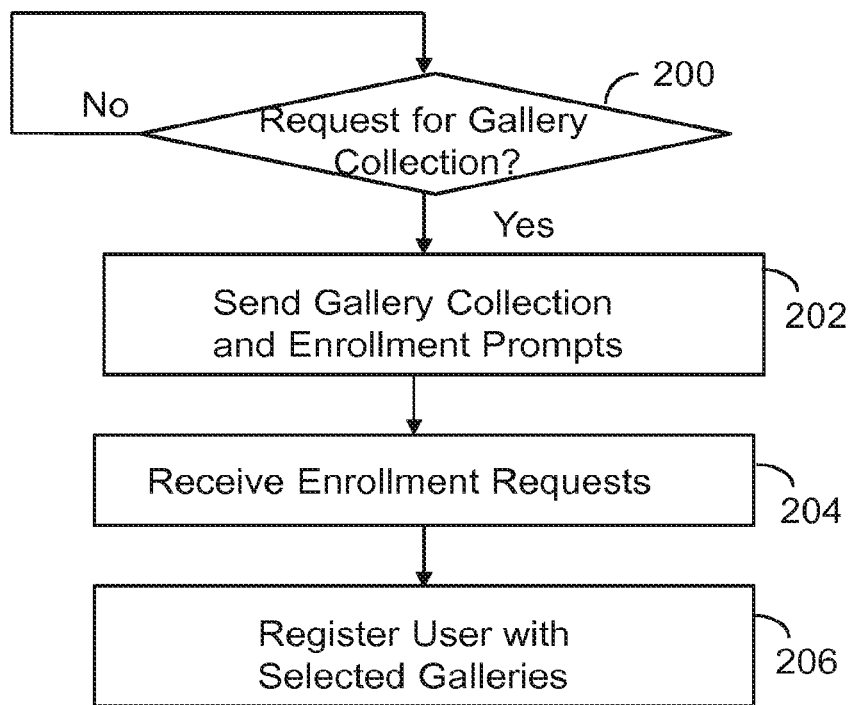 200
No
Request for Gallery
Collection?
Yes
Send Gallery Collection
and Enrollment Prompts
202
Receive Enrollment Requests
204
Register User with
Selected Galleries
206